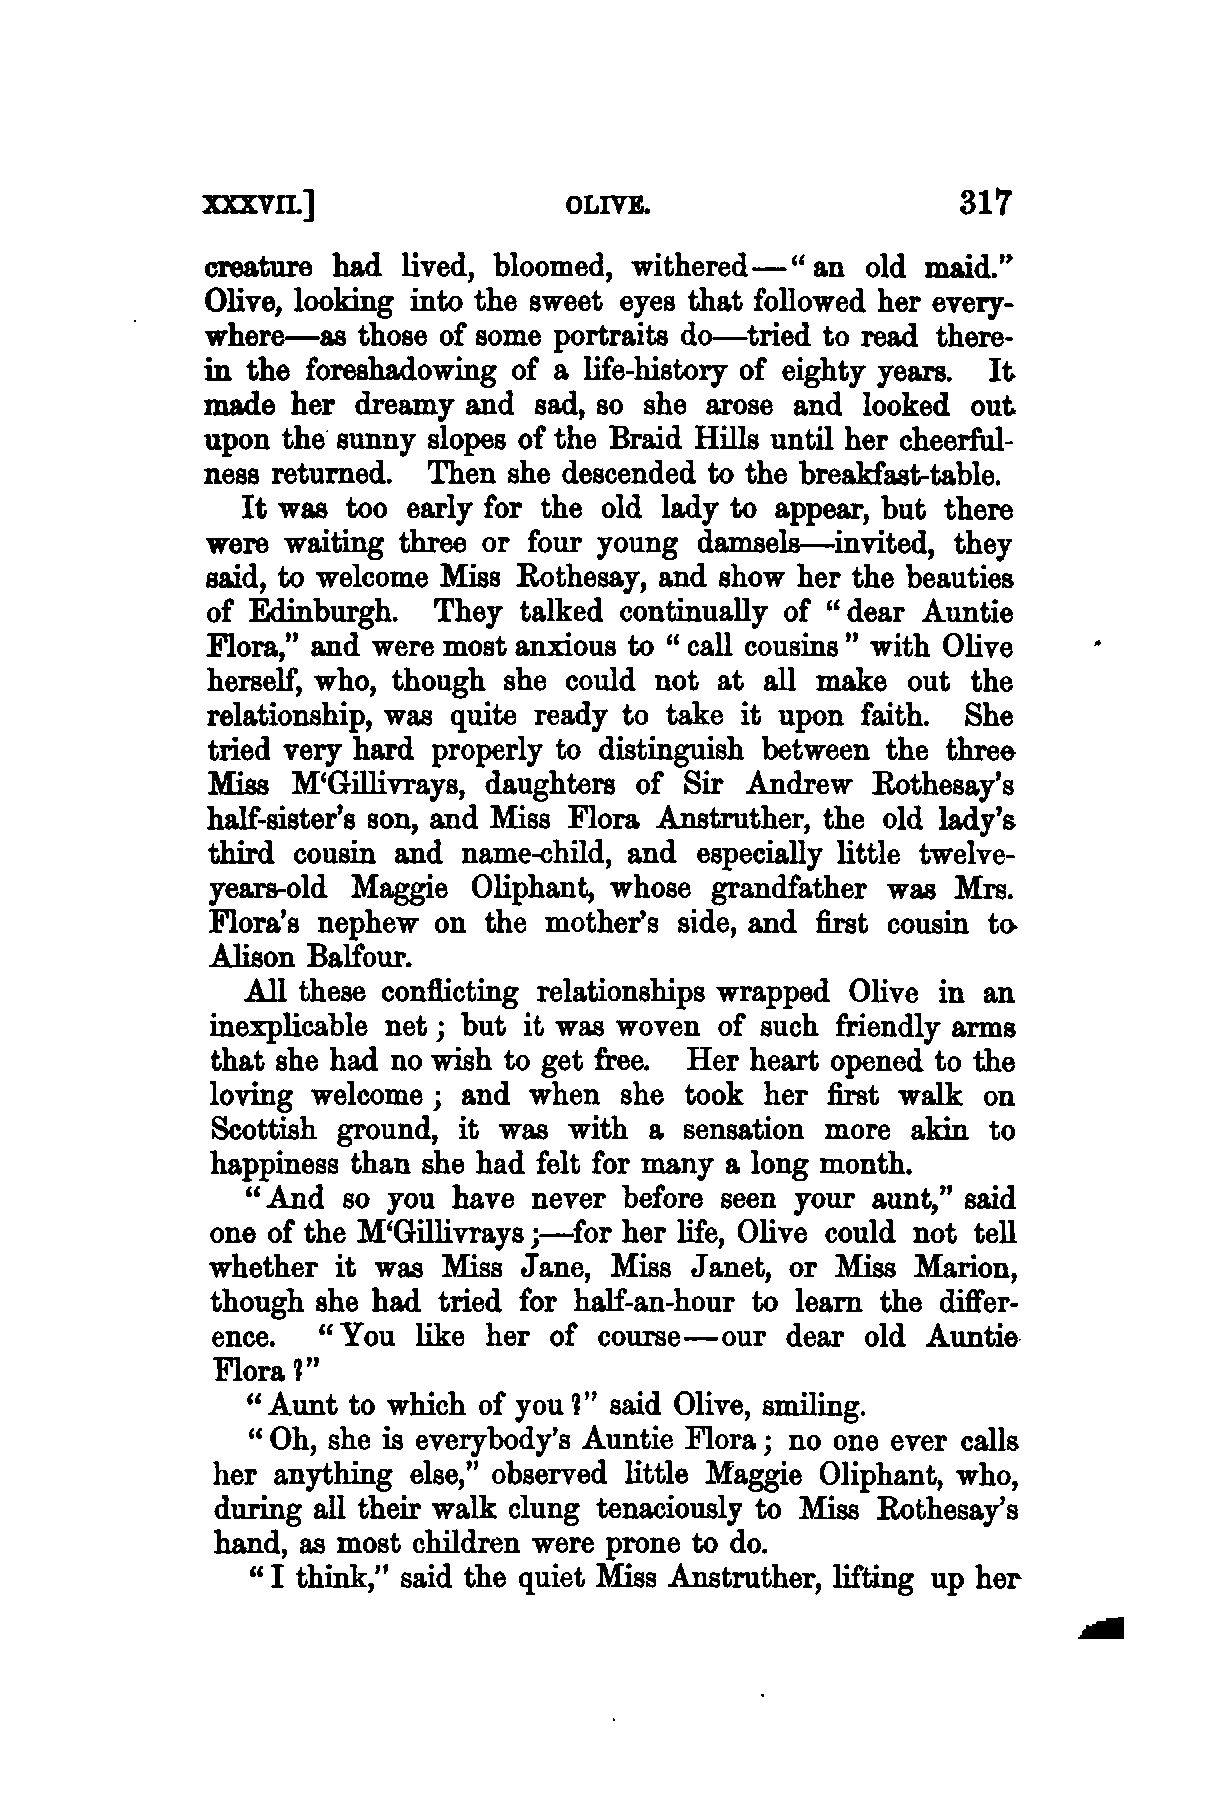 XXXVII.] OLIVE. 317
creature had lived, bloomed, withered—“ an old maid.”
Olive, looking into the sweet eyes that followed her every-
where—as those of some portraits do—tried to read there-
in the foreshadowing of a life-history of eighty years. It
made her dreamy and sad, so she arose and looked out
upon the sunny slopes of the Braid Hills until her cheerful-
ness returned. Then she descended to the breakfast-table.
It was too early for the old lady to appear, but there
were waiting three or four young damsels—invited, they
said, to welcome Miss Rothesay, and show her the beauties
of Edinburgh. They talked continually of “ dear Auntie
Flora,” and were most anxious to “ call cousins ” with Olive
herself, who, though she could not at all make out the
relationship, was quite ready to take it upon faith. She
tried very hard properly to distinguish between the three
Miss M‘Gillivrays, daughters of Sir Andrew Rothesay’s
half-sister’s son, and Miss Flora Anstruther, the old lady’s
third cousin and name-child, and especially little twelve-
years-old Maggie Oliphant, whose grandfather was Mrs.
Flora’s nephew on the mother’s side, and first cousin to
Alison Balfour.
All these conflicting relationships wrapped Olive in an
inexplicable net ; but it was woven of such friendly arms
that she had no wish to get free. Her heart opened to the
loving welcome ; and when she took her first walk on
Scottish ground, it was with a sensation more akin to
happiness than she had felt for many a long month.
“ And so you have never before seen your aunt,” said
one of the M‘Gillivrays ;—for her life, Olive could not tell
whether it was Miss Jane, Miss Janet, or Miss Marion,
though she had tried for half-an-hour to learn the differ-
ence. “ You like her of course—our dear old Auntie
Flora ?”
“ Aunt to which of you ?” said Olive, smiling.
“ Oh, she is everybody’s Auntie Flora ; no one ever calls
her anything else,” observed little Maggie Oliphant, who,
during all their walk clung tenaciously to Miss Rothesay’s
hand, as most children were prone to do.
“ I think,” said the quiet Miss Anstruther, lifting up her